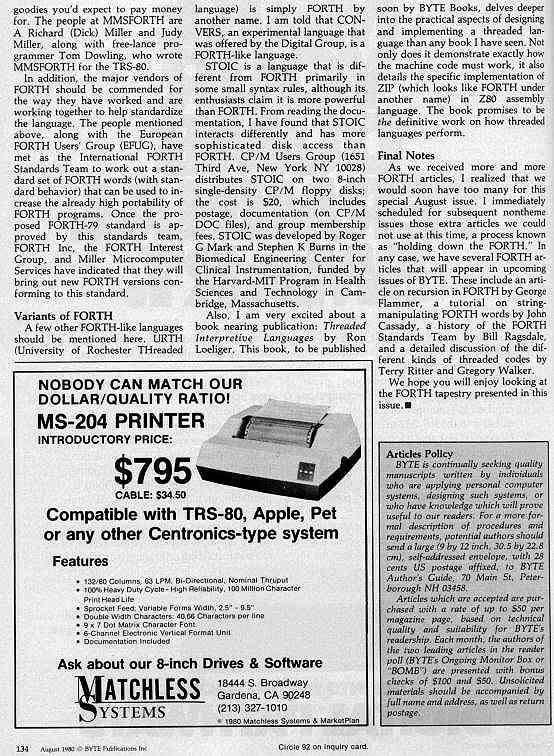 goodies you'd expect to pay money
for. The people at MMSFORTH are
A Richard (Dick) Miller and Judy
Miller, along with free-lance pro-
grammer Tom Dowling, who wrote
MMSFORTH for the TRS-80.
In addition, the major vendors of
FORTH should be commended for
the way they have worked and are
working together to help standardize
the language. The people mentioned
above, along with the European
FORTH Users' Group (EFUG), have
met as the International FORTH
Standards Team to work out a stan-
dard set of FORTH words (with stan-
dard behavior) that can be used to in-
crease the already high portability of
FORTH programs. Once the pro-
posed FORTH-79 standard is ap-
proved by this standards team,
FORTH Inc, the FORTH Interest
Group, and Miller Microcomputer
Services have indicated that they will
bring out new FORTH versions con-
forming to this standard.
Variants of FORTH
A few other FORTH-like languages
should be mentioned here. URTH
(University of Rochester THreaded
language) is simply FORTH by
another name. I am told that CON-
VERS, an experimental language that
was offered by the Digital Group, is a
FORTH-like language.
STOIC is a language that is dif-
ferent from FORTH primarily in
some small syntax rules, although its
enthusiasts claim it is more powerful
than FORTH. From reading the docu-
mentation, I have found that STOIC
interacts differently and has more
sophisticated disk access than
FORTH. CP/M Users Group (1651
Third Ave, New York NY 10028)
distributes STOIC on two 8-inch
single-density CP/M floppy disks;
the cost is $20, which includes
postage, documentation (on CP/M
DOC files), and group membership
fees. STOIC was developed by Roger
G Mark and Stephen K Burns in the
Biomedical Engineering Center for
Clinical Instrumentation, funded by
the Harvard-MIT Program in Health
Sciences and Technology in Cam-
bridge, Massachusetts.
Also, I am very excited about a
book nearing publication: Threaded
Interpretive Languages by Ron
Loeliger. This book, to be published
soon by BYTE Books, delves deeper
into the practical aspects of designing
and implementing a threaded lan-
guage than any book I have seen. Not
only does it demonstrate exactly how
the machine code must work, it also
details the specific implementation of
ZIP (which looks like FORTH under
another name) in Z80 assembly
language. The book promises to be
the definitive work on how threaded
languages perform.
Final Notes
As we received more and more
FORTH articles, I realized that we
would soon have too many for this
special August issue. I immediately
scheduled for subsequent nontheme
issues those extra articles we could
not use at this time, a process known
as "holding down the FORTH." In
any case, we have several FORTH ar-
ticles that will appear in upcoming
issues of BYTE. These include an arti-
cle on recursion in FORTH by George
Flammer, a tutorial on string-
manipulating FORTH words by John
Cassady, a history of the FORTH
Standards Team by Bill Ragsdale,
and a detailed discussion of the dif-
ferent kinds of threaded codes by
Terry Ritter and Gregory Walker.
We hope you will enjoy looking at
the FORTH tapestry presented in this
issue.■
NOBODY CAN MATCH OUR
DOLLAR/QUALITY RATIO!
MS-204 PRINTER
INTRODUCTORY PRICE:
$795
CABLE: $34.50
Compatible with TRS-80, Apple, Pet
or any other Centronics-type system
Features
• 132/80 Columns, 63 LPM, Bi-Directional, Nominal Thruput
• 100% Heavy Duty Cycle - High Reliability, 100 Million Character
Print Head Life
• Sprocket Feed; Variable Forms Width, 2.5" - 9.5"
• Double Width Characters: 40,66 Characters per line
• 9 x 7 Dot Matrix Character Font
• 6-Channel Electronic Vertical Format Unit
• Documentation Included
Ask about our 8-inch Drives & Software
MATCHLESS
SYSTEMS
18444 S. Broadway
Gardena, CA 90248
(213) 327-1010
© 1980 Matchless Systems & MarketPlan
Articles Policy
BYTE is continually seeking quality
manuscripts written by individuals
who are applying personal computer
systems, designing such systems, or
who have knowledge which will prove
useful to our readers. For a more for-
mal description of procedures and
requirements, potential authors should
send a large (9 by 12 inch, 30.5 by 22.8
cm), self-addressed envelope, with 28
cents US postage affixed, to BYTE
Author's Guide, 70 Main St, Peter-
borough NH 03458.
Articles which are accepted are pur-
chased with a rate of up to $50 per
magazine page, based on technical
quality and suitability for BYTE's
readership. Each month, the authors of
the two leading articles in the reader
poll (BYTE's Ongoing Monitor Box or
"BOMB") are presented with bonus
checks of $100 and $50. Unsolicited
materials should be accompanied by
full name and address, as well as return
postage.
134 August 1980 © BYTE Publications Inc
Circle 92 on inquiry card.